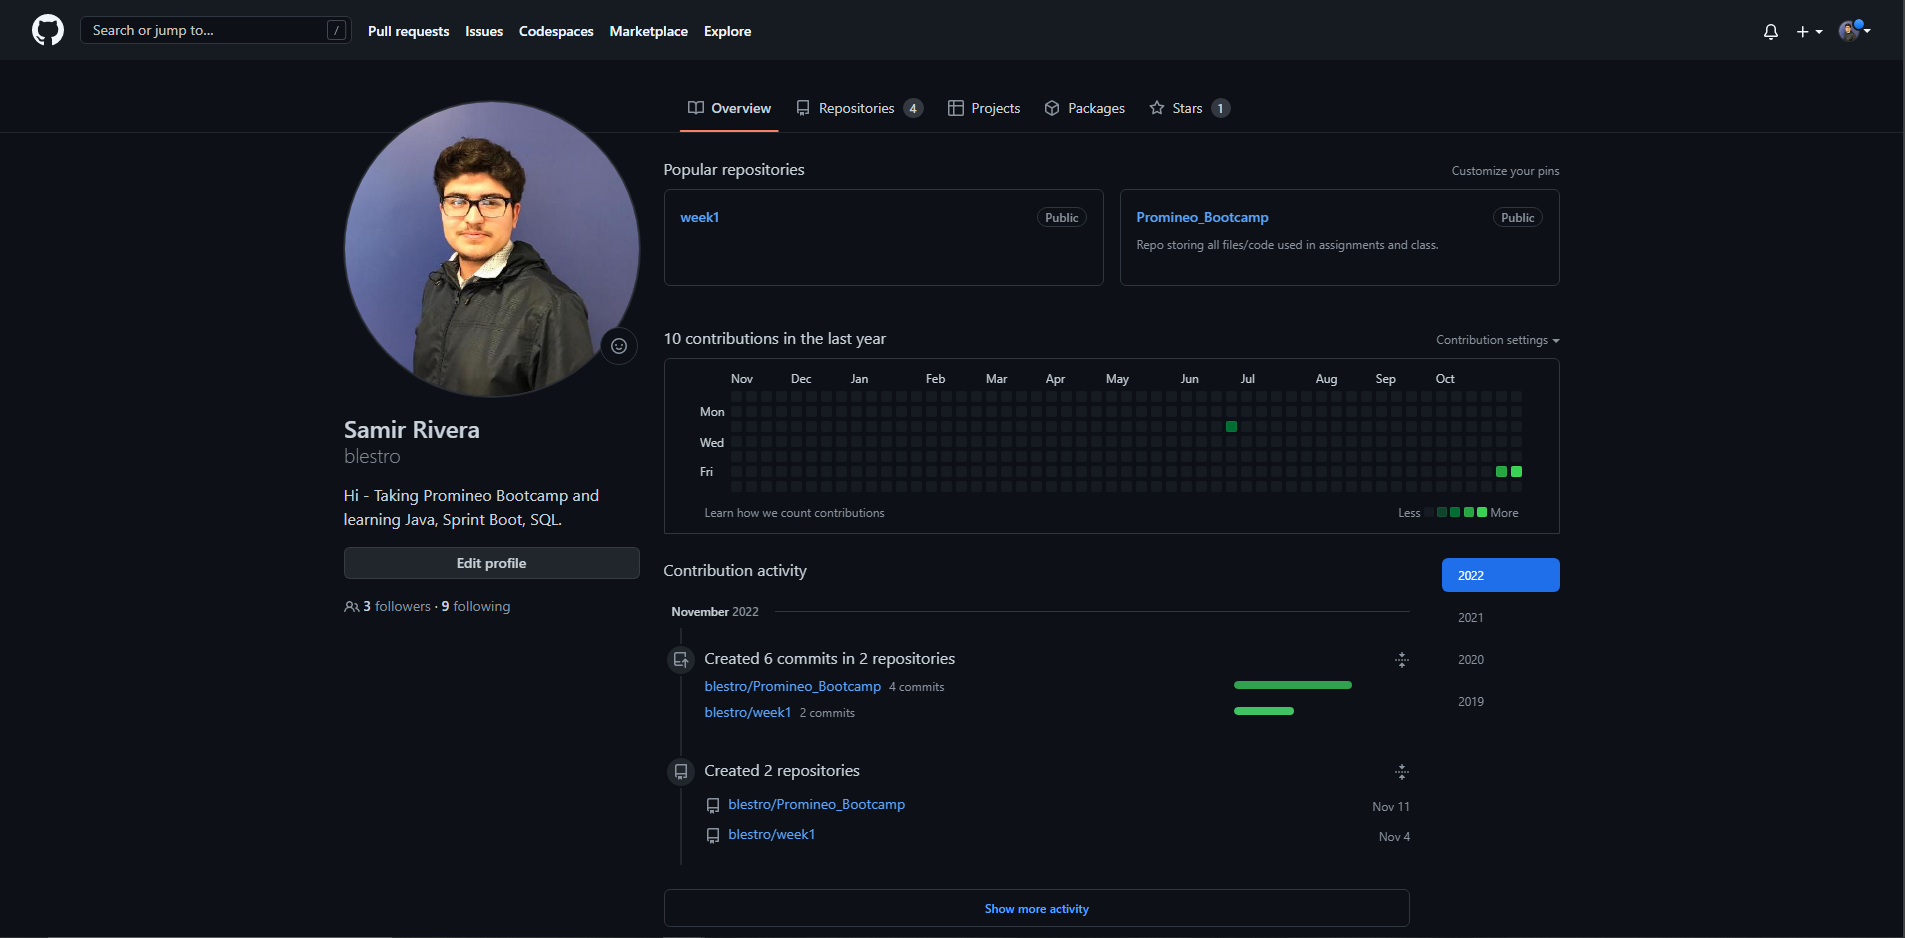 Search or jump to... /
Pull requests Issues Codespaces Marketplace Explore
Overview Repositories 4 Projects Packages Stars 1
Samir Rivera
blestro
Hi - Taking Promineo Bootcamp and
learning Java, Sprint Boot, SQL.
Edit profile
3 followers · 9 following
Popular repositories Customize your pins
week1 Public
Promineo_Bootcamp Public
Repo storing all files/code used in assignments and class.
10 contributions in the last year Contribution settings
Nov Dec Jan Feb Mar Apr May Jun Jul Aug Sep Oct
Mon
Wed
Fri
Learn how we count contributions Less More
Contribution activity
2022
2021
2020
2019
November 2022
Created 6 commits in 2 repositories
blestro/Promineo_Bootcamp 4 commits
blestro/week1 2 commits
Created 2 repositories
blestro/Promineo_Bootcamp Nov 11
blestro/week1 Nov 4
Show more activity